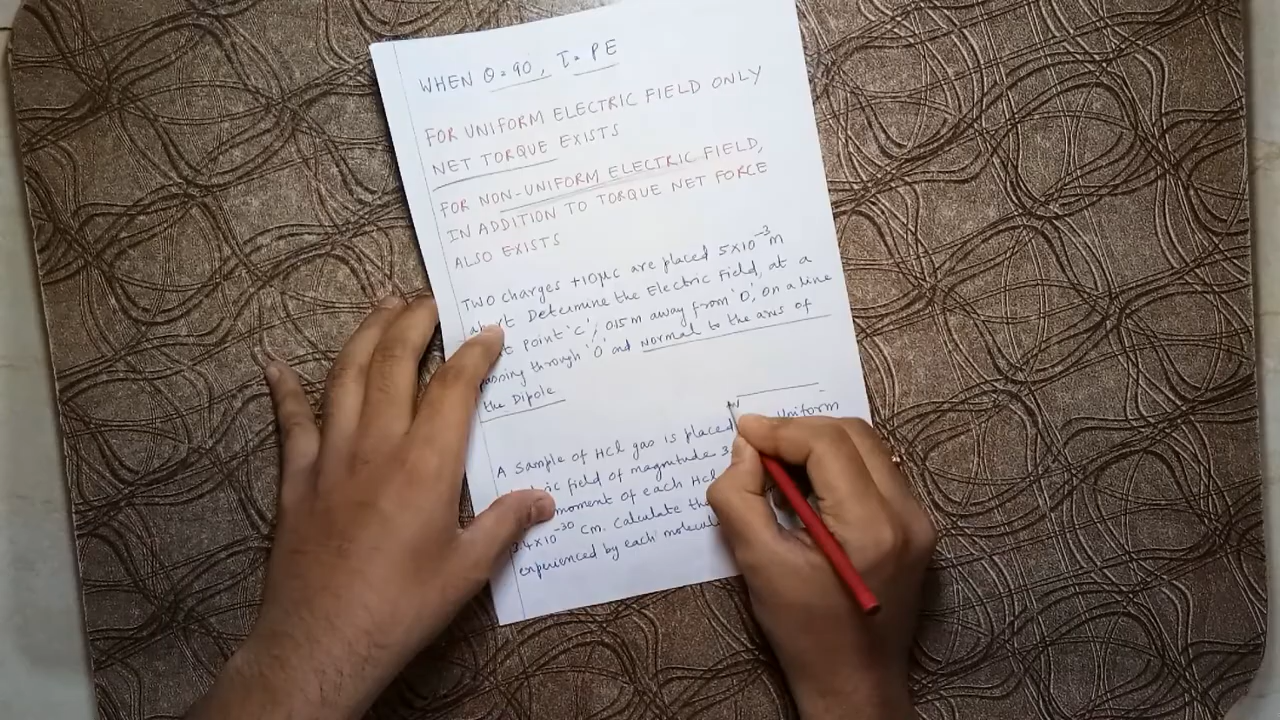 WHEN θ=90, τ= PE
FOR UNIFORM ELECTRIC FIELD ONLY
NET TORQUE EXISTS
FOR NON-UNIFORM ELECTRIC FIELD,
IN ADDITION TO TORQUE NET FORCE
ALSO EXISTS
TWO charges +10μc are placed 5×10⁻³m
Determine the Electric Field, at a
point 'C', 015m away from 'O', on a line
passing through 'O' and normal to the axis of
the Dipole
A sample of HCl gas is placed Uniform
field of magnitude 3
moment of each HCl
3.4×10⁻³⁰ Cm. Calculate the
experienced by each